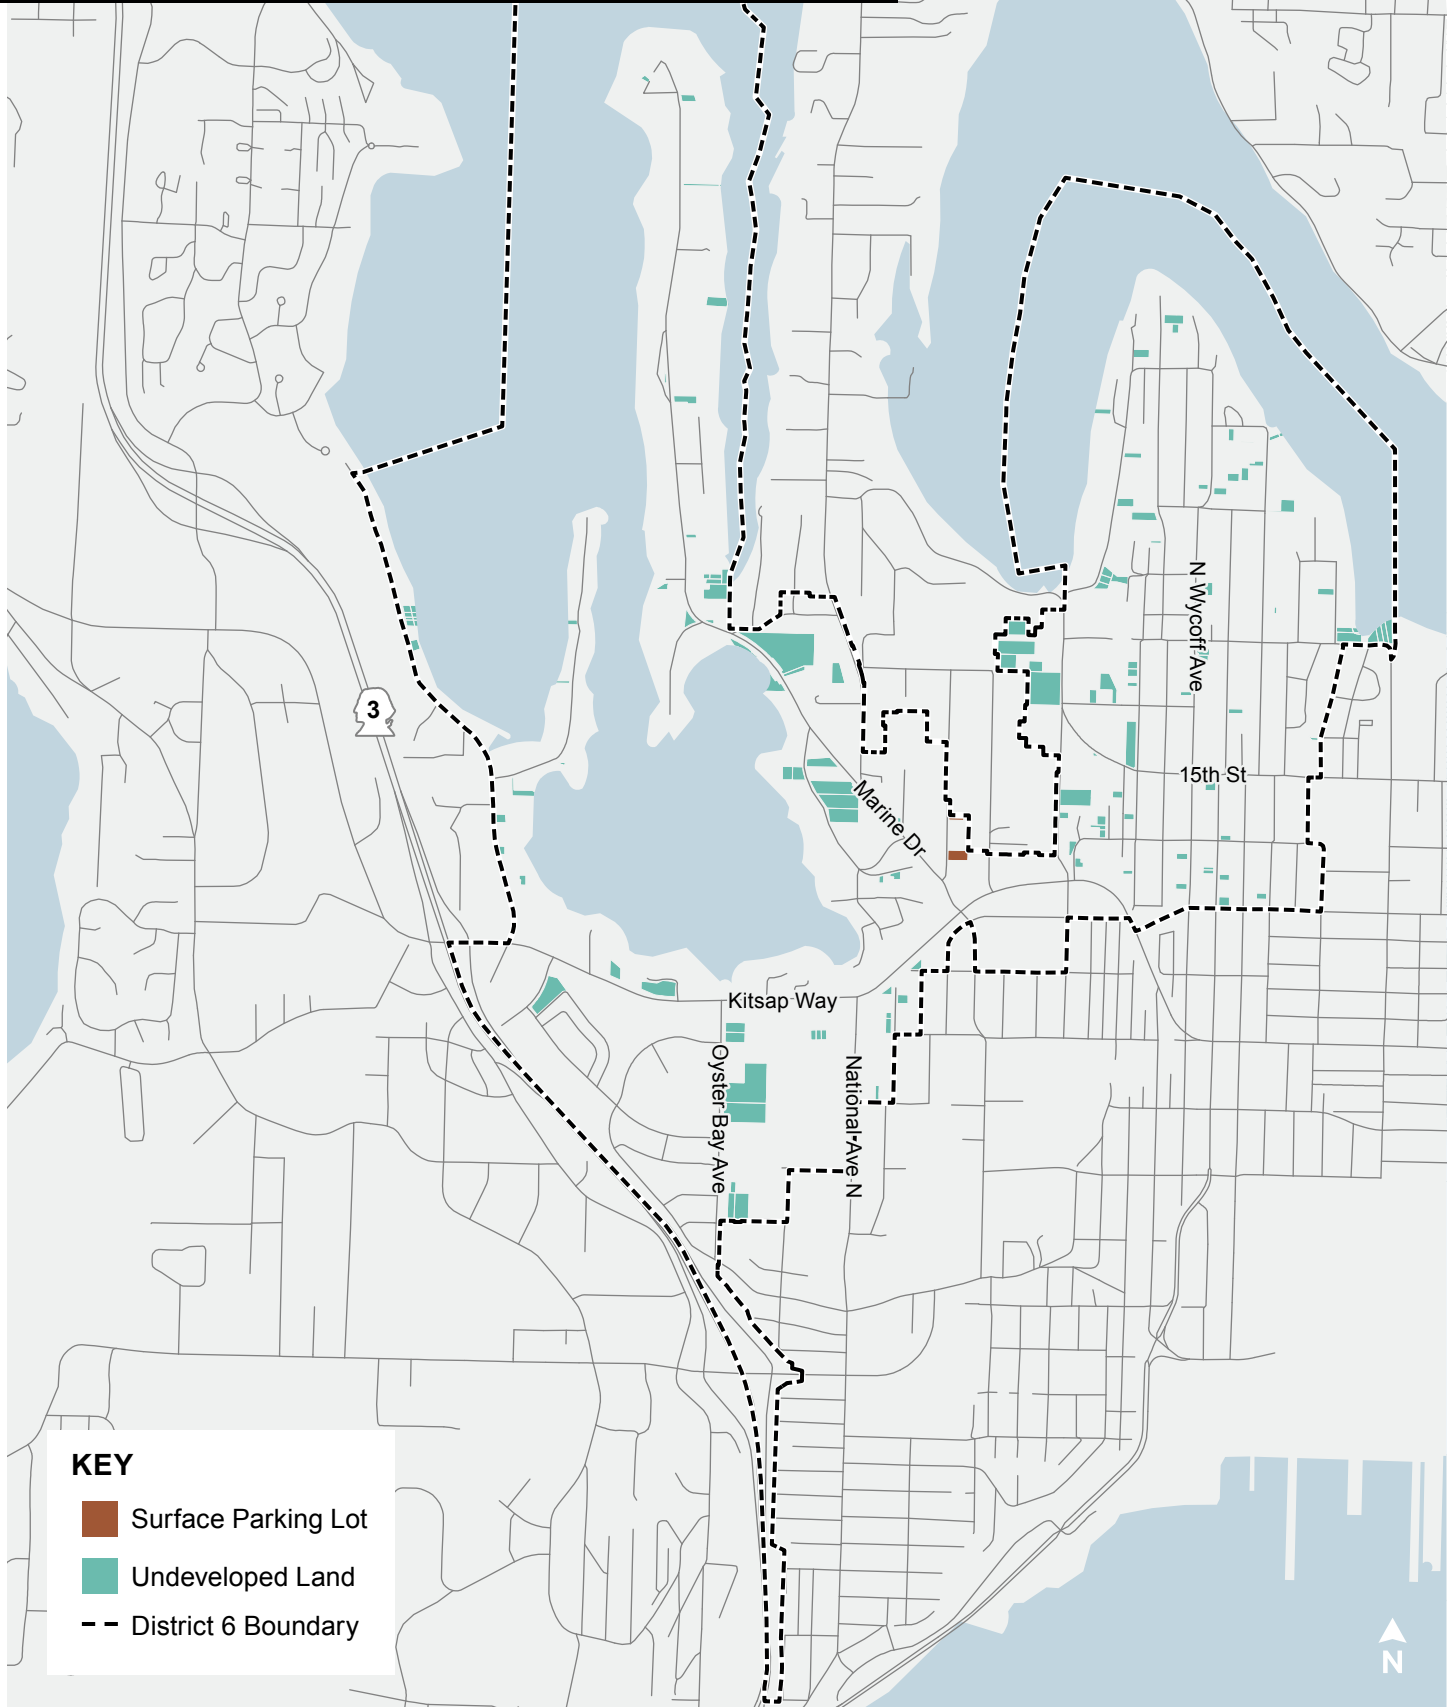 N Wycoff Ave
3
15th St
Marine Dr
Kitsap Way
Oyster Bay Ave
National Ave N
KEY
Surface Parking Lot
Undeveloped Land
District 6 Boundary
N